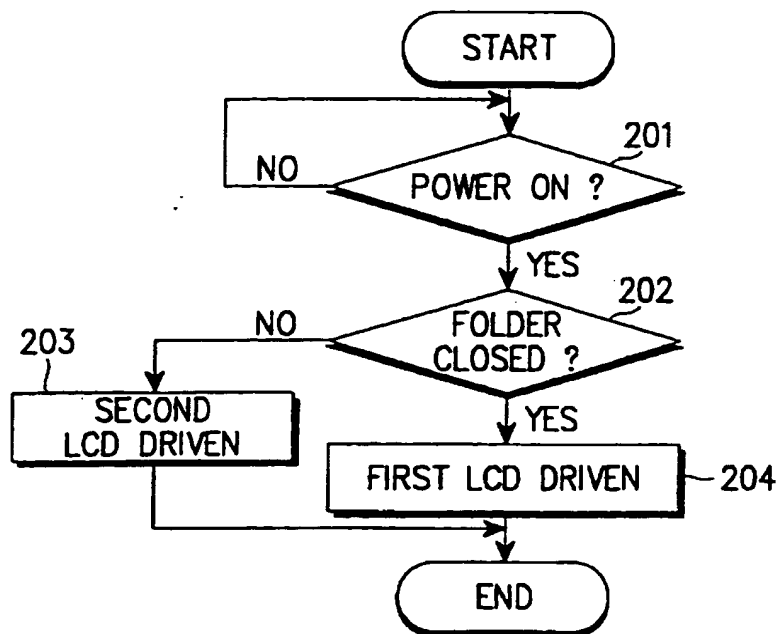 START
201
NO
POWER ON ?
YES
202
NO
FOLDER
CLOSED ?
203
YES
SECOND
LCD DRIVEN
FIRST LCD DRIVEN
204
END